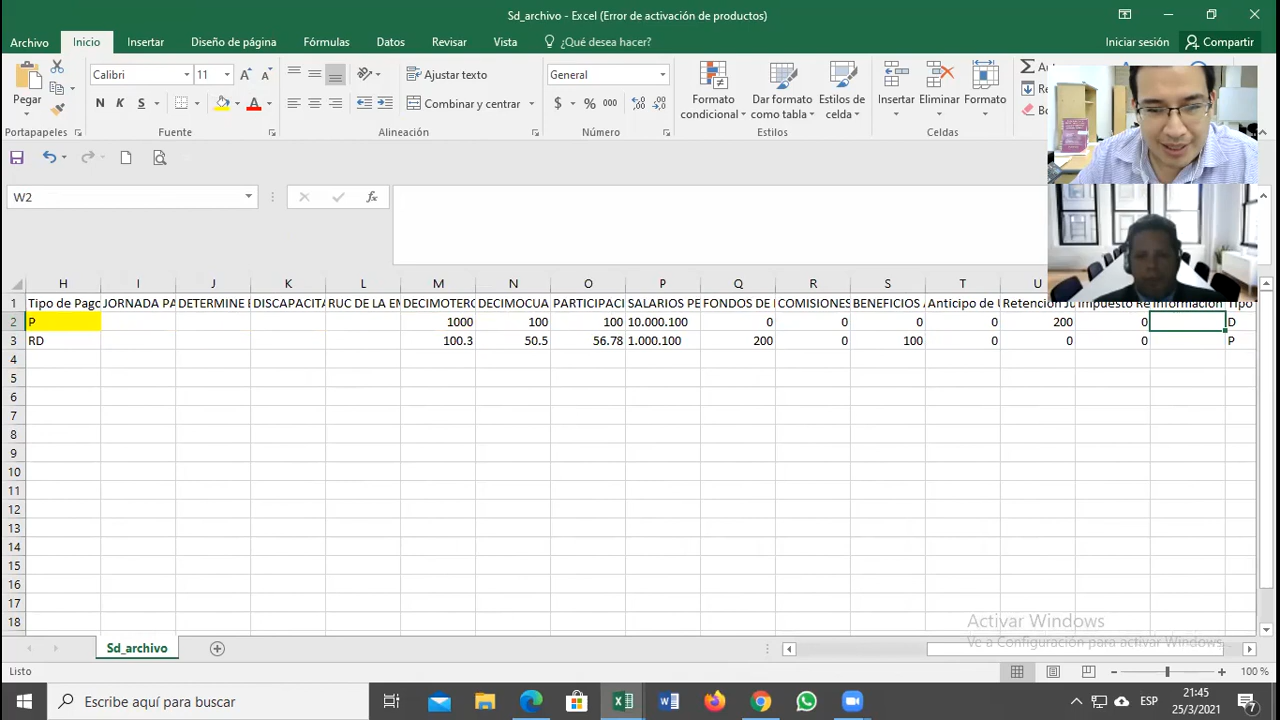 Sd_archivo - Excel (Error de activación de productos)
Archivo Inicio Insertar Diseño de página Fórmulas Datos Revisar Vista ¿Qué desea hacer? Iniciar sesión Compartir
Calibri 11 Ajustar texto General
Pegar N K S A Combinar y centrar $ % 000 Formato condicional Dar formato como tabla Estilos de celda Insertar Eliminar Formato
Portapapeles Fuente Alineación Número Estilos Celdas
W2 fx
H I J K L M N O P Q R S T U
1 Tipo de Pago JORNADA PA DETERMINE DISCAPACITA RUC DE LA EN DECIMOTERC DECIMOCUA PARTICIPACI SALARIOS PE FONDOS DE COMISIONES BENEFICIOS Anticipo de Retención Impuesto Re Información Tipo
2 P 1000 100 100 10.000.100 0 0 0 0 200 0 D
3 RD 100.3 50.5 56.78 1.000.100 200 0 100 0 0 0 P
4
5
6
7
8
9
10
11
12
13
14
15
16
17
18
Activar Windows
Ve a Configuración para activar Windows.
Sd_archivo
Listo 100 %
Escribe aquí para buscar ESP 21:45
25/3/2021 7